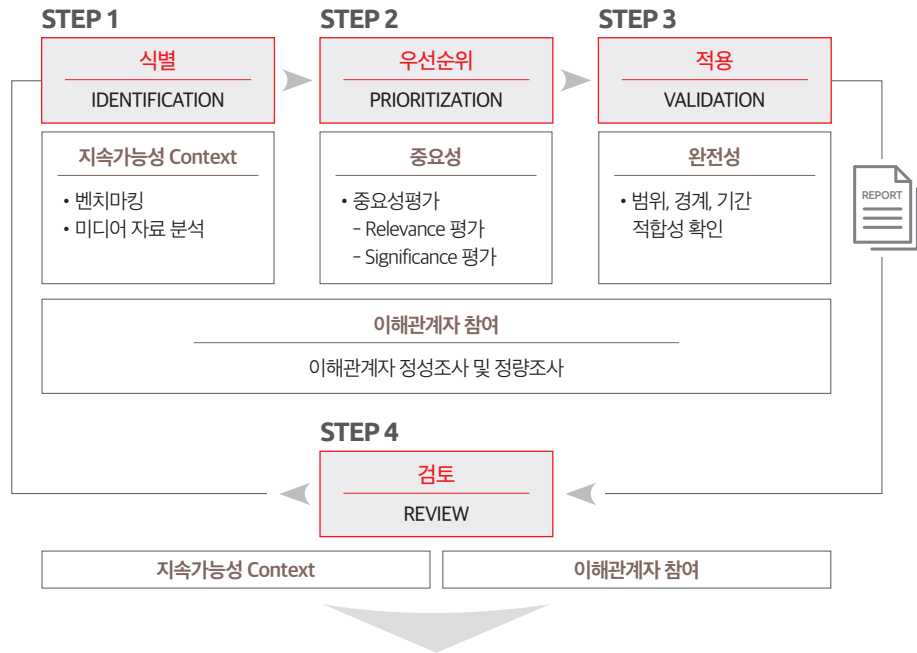 STEP 1
식별
IDENTIFICATION
지속가능성 Context
• 벤치마킹
• 미디어 자료 분석
STEP 2
우선순위
PRIORITIZATION
중요성
• 중요성평가
– Relevance 평가
– Significance 평가
STEP 3
적용
VALIDATION
완전성
• 범위, 경계, 기간
적합성 확인
REPORT
이해관계자 참여
이해관계자 정성조사 및 정량조사
STEP 4
검토
REVIEW
지속가능성 Context
이해관계자 참여